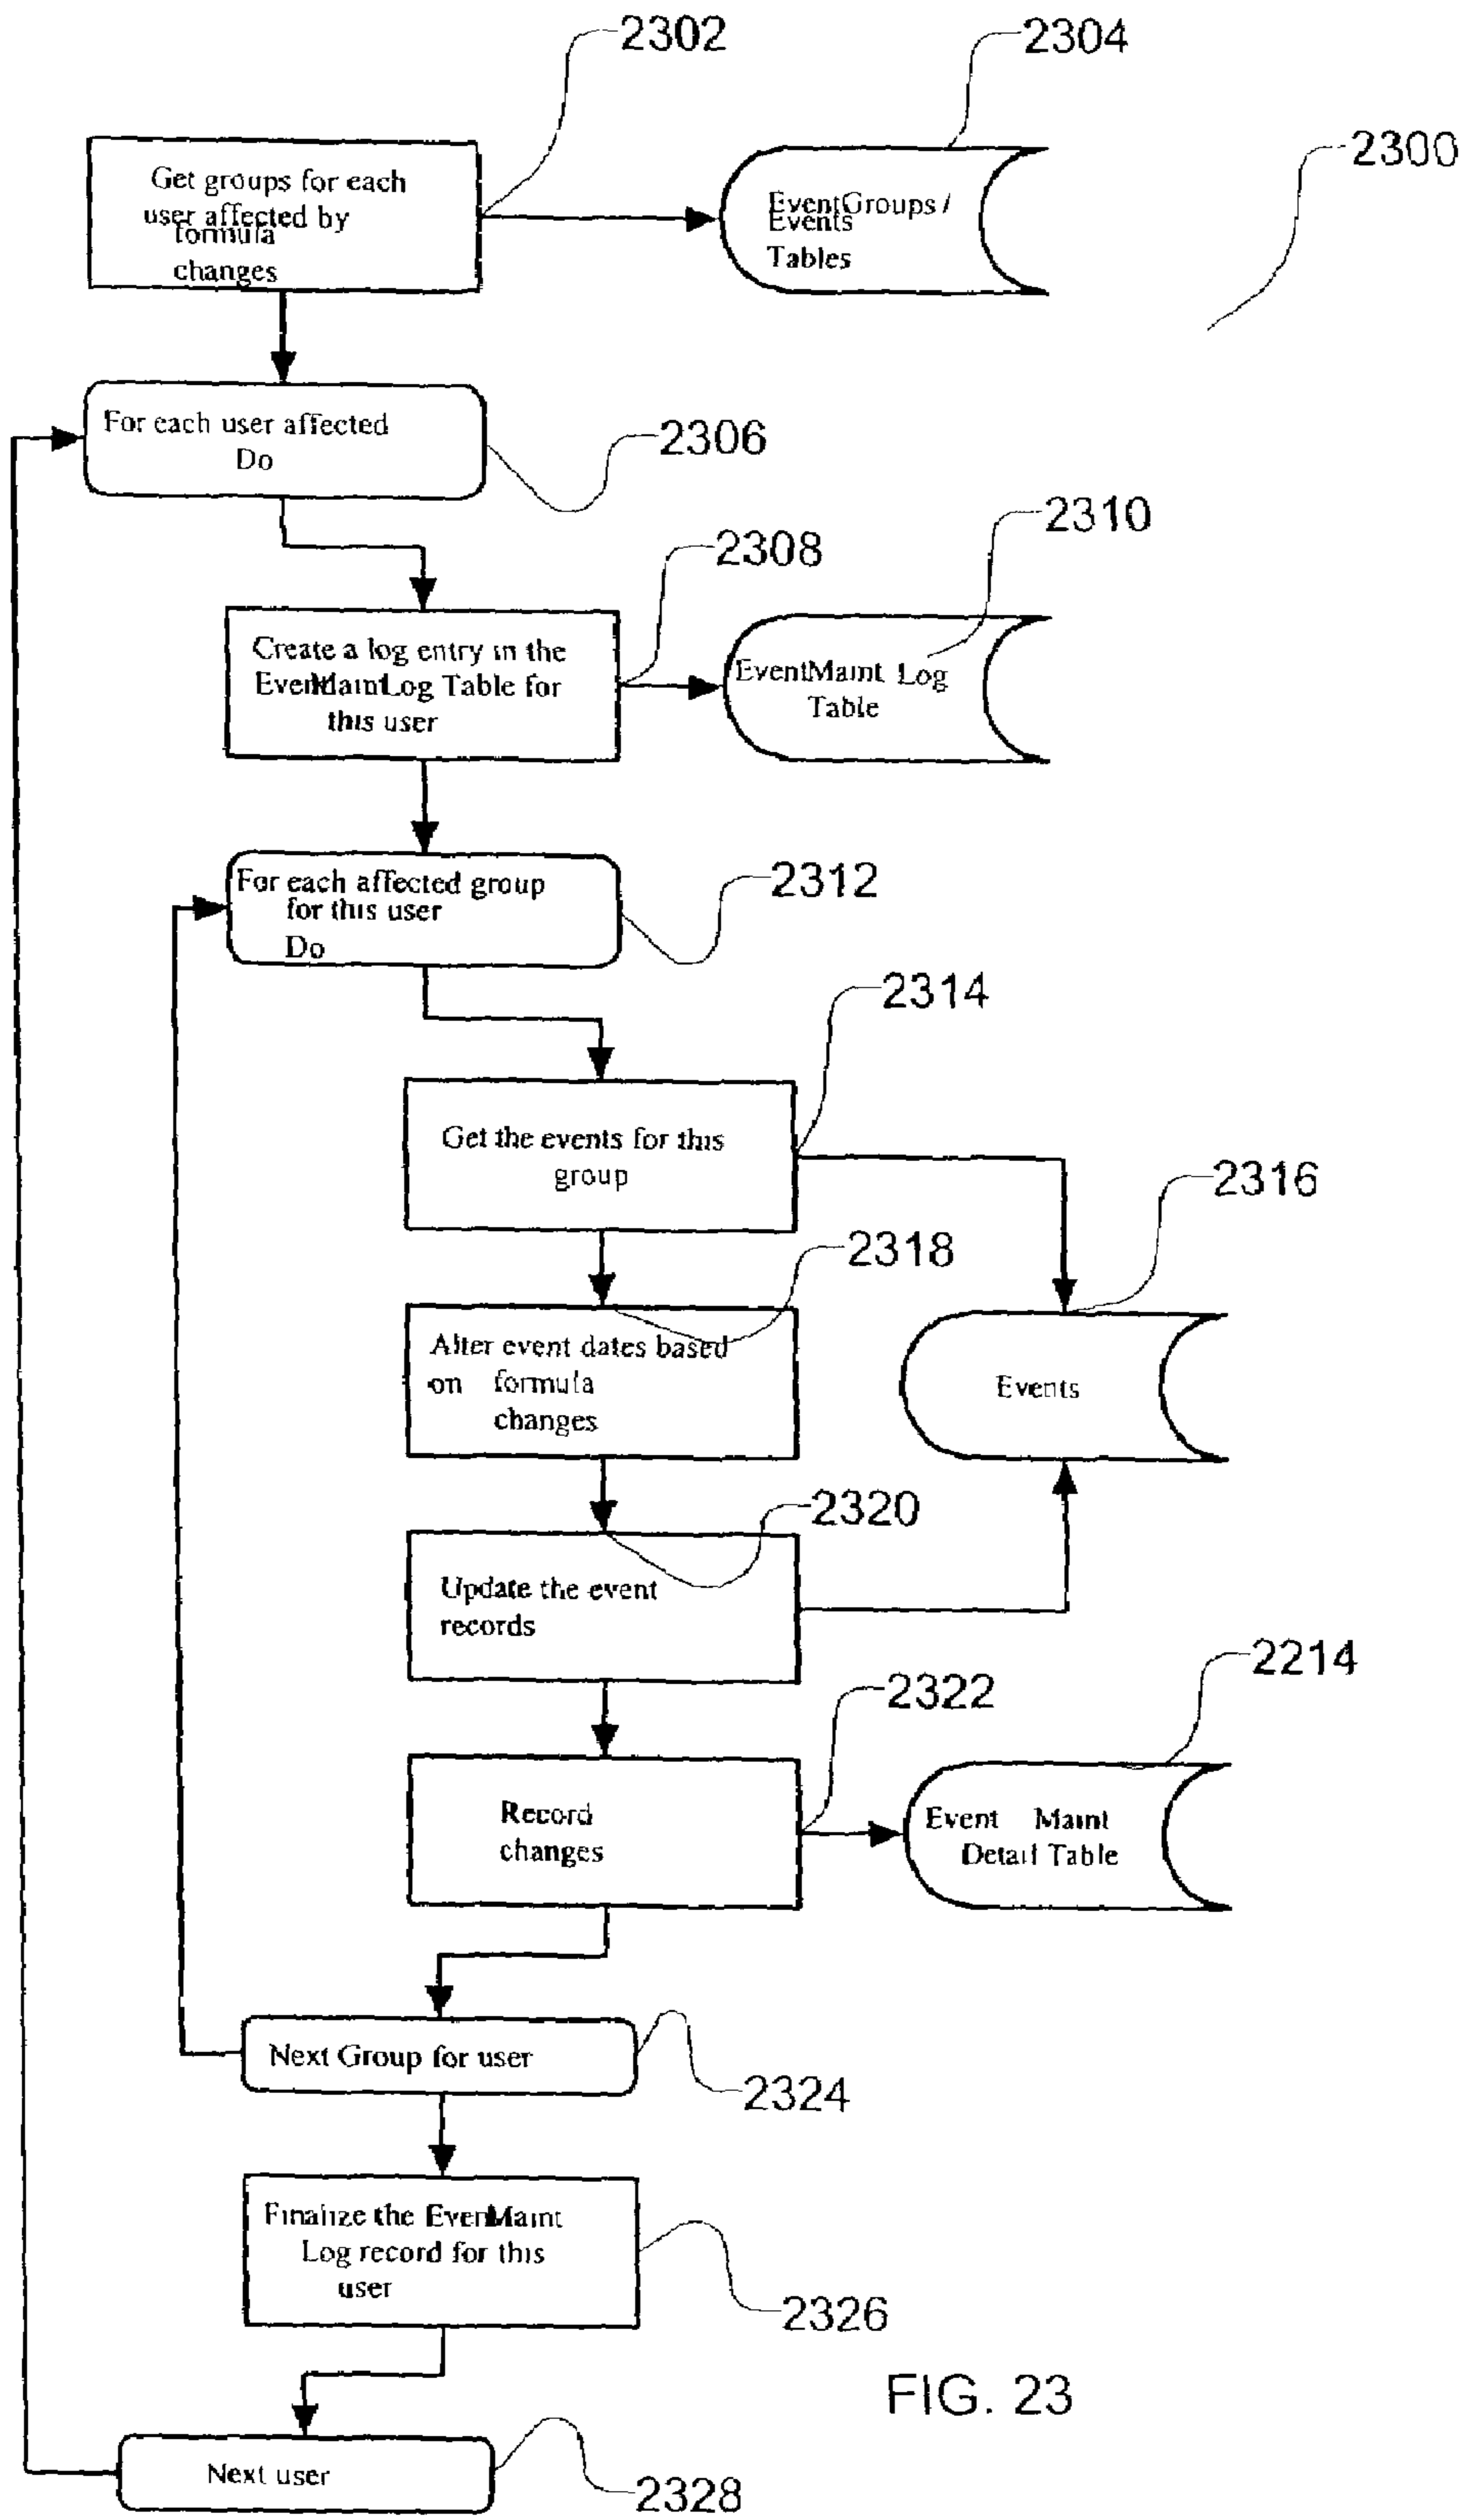 2302
2304
2300
Get groups for each
user affected by
formula
changes
EventGroups /
Events
Tables
For each user affected
Do
2306
2310
2308
Create a log entry in the
EventMaintLog Table for
this user
EventMaint Log
Table
For each affected group
for this user
Do
2312
2314
Get the events for this
group
2316
2318
Alter event dates based
on formula
changes
Events
2320
Update the event
records
2214
2322
Record
changes
Event Maint
Detail Table
Next Group for user
2324
Finalize the EventMaint
Log record for this
user
2326
FIG. 23
Next user
2328